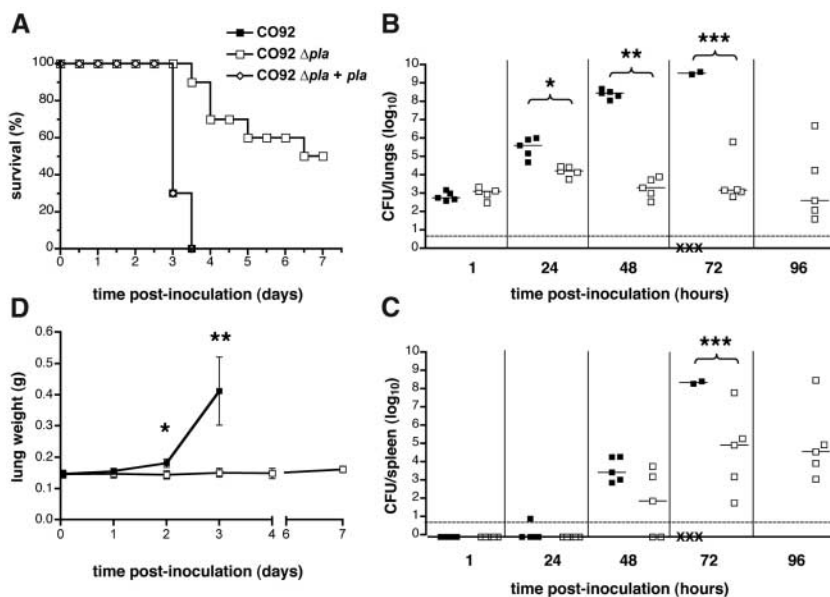 A
CO92
CO92 Δpla
CO92 Δpla + pla
100
80
60
40
20
0
survival (%)
0 1 2 3 4 5 6 7
time post-inoculation (days)
B
* ** ***
10
9
8
7
6
5
4
3
2
1
0
CFU/lungs (log10)
XXX
1 24 48 72 96
time post-inoculation (hours)
D
0.6
0.5
0.4
0.3
0.2
0.1
0.0
lung weight (g)
* **
0 1 2 3 4 6 7
time post-inoculation (days)
C
***
10
9
8
7
6
5
4
3
2
1
0
CFU/spleen (log10)
XXX
1 24 48 72 96
time post-inoculation (hours)